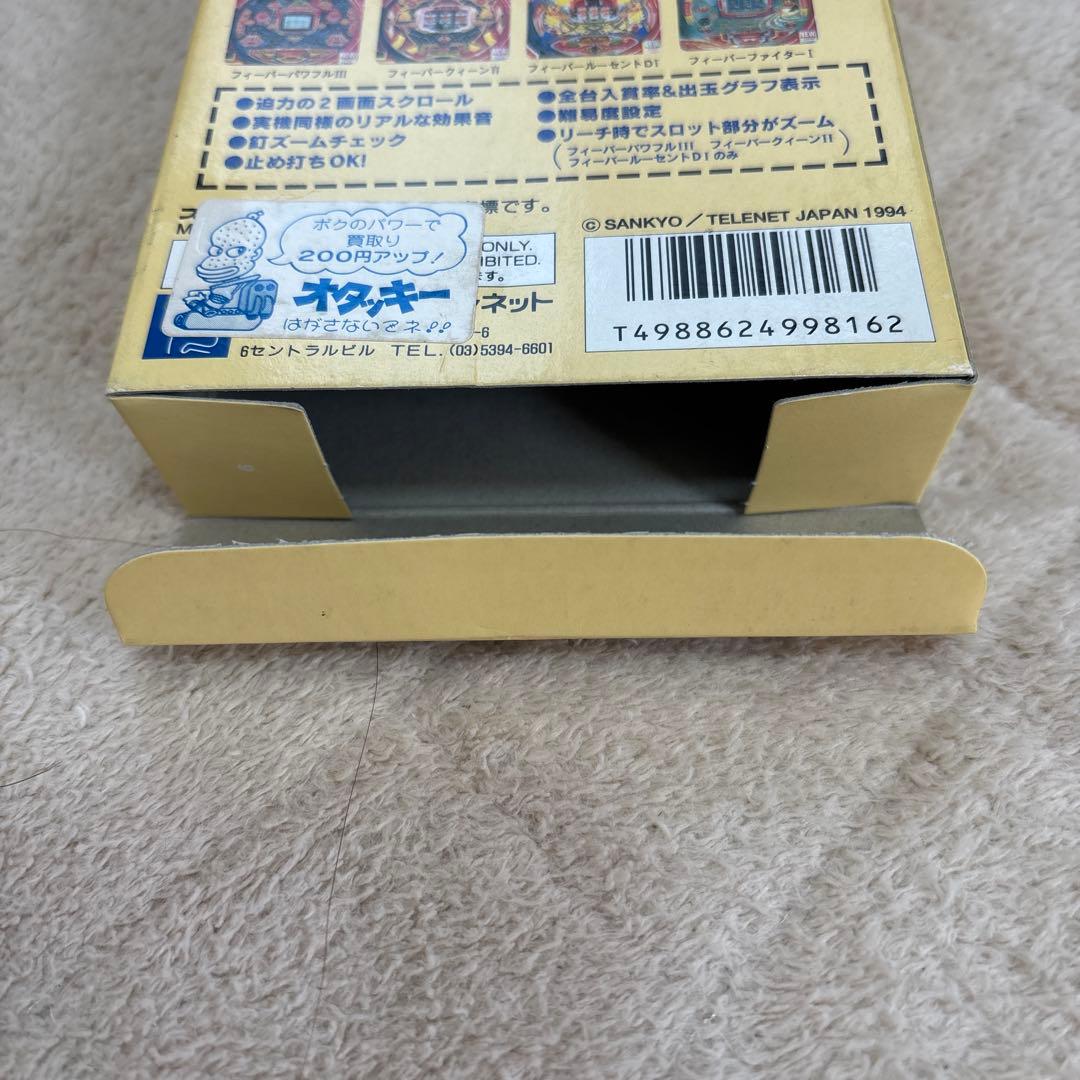 フィーバーパワフルIII
フィーバークィーンII
フィーバールーセントDI
フィーバーファイターI
●迫力の2画面スクロール
●実機同様のリアルな効果音
●釘ズームチェック
●止め打ちOK!
●全台入賞率&出玉グラフ表示
●難易度設定
●リーチ時でスロット部分がズーム
(フィーバーパワフルIII フィーバークィーンII
フィーバールーセントDIのみ)
標です。
© SANKYO/TELENET JAPAN 1994
ONLY.
IBITED.
ます。
ボクのパワーで
買取り
200円アップ!
オタッキー
はがさないでネ!!
ネット
-6
6セントラルビル TEL.(03)5394-6601
T4988624998162
NEW